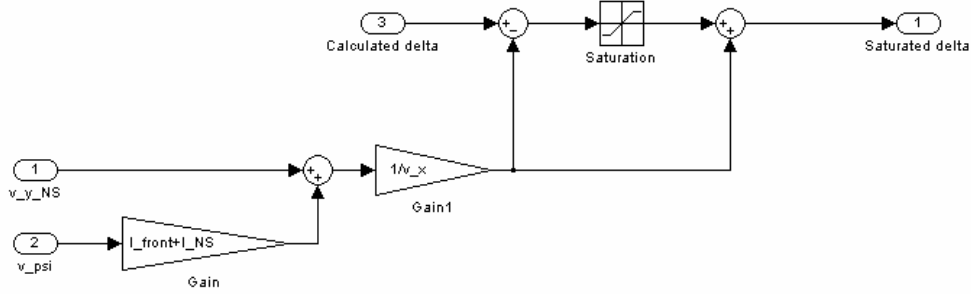 3
Calculated delta
+
−
Saturation
+
+
1
Saturated delta
1
v_y_NS
+
+
1/v_x
Gain1
2
v_psi
l_front+l_NS
Gain